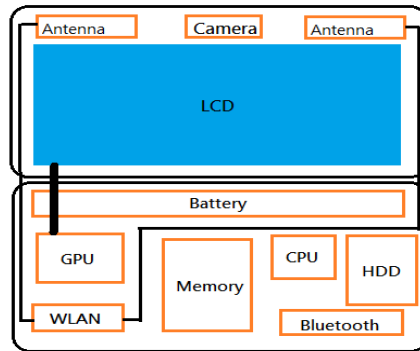 Antenna
Camera
Antenna
LCD
Battery
GPU
Memory
CPU
HDD
WLAN
Bluetooth